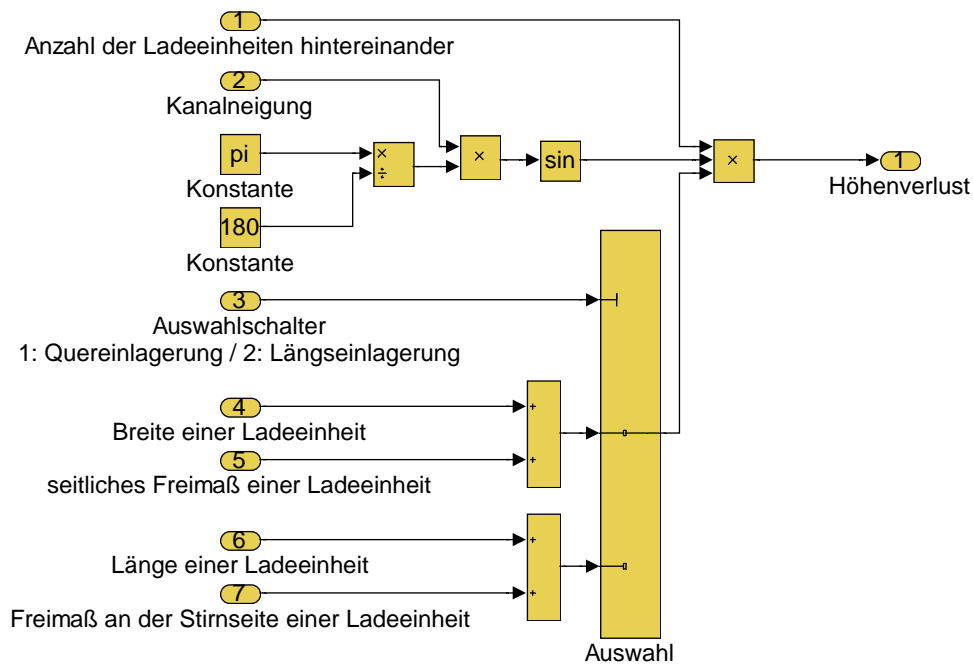 1
Anzahl der Ladeeinheiten hintereinander
2
Kanalneigung
pi
Konstante
×
÷
×
sin
×
1
Höhenverlust
180
Konstante
3
Auswahlschalter
1: Quereinlagerung / 2: Längseinlagerung
4
Breite einer Ladeeinheit
5
seitliches Freimaß einer Ladeeinheit
+
+
6
Länge einer Ladeeinheit
7
Freimaß an der Stirnseite einer Ladeeinheit
+
+
Auswahl